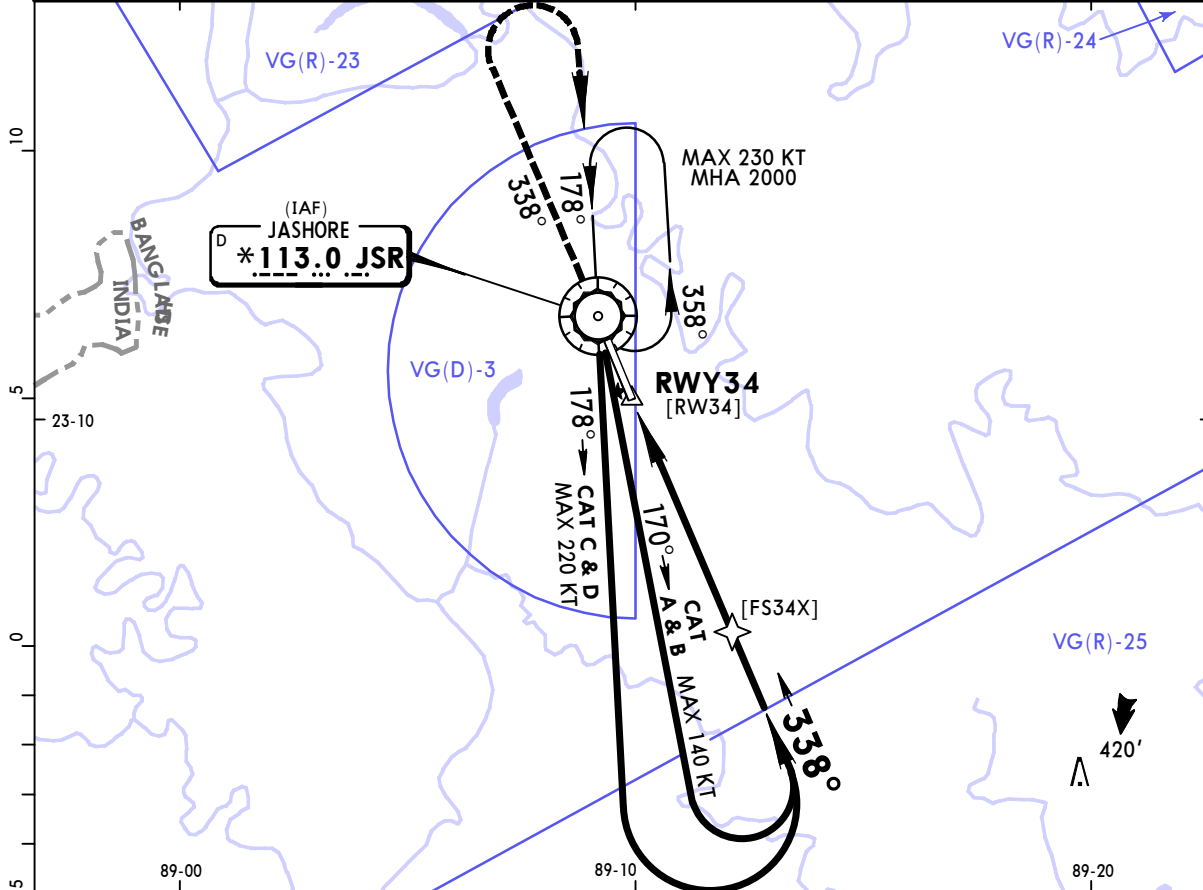 VG(R)-23
VG(R)-24
10
MAX 230 KT
MHA 2000
338°
178°
(IAF)
JASHORE
D
*113.0 JSR
BANGLADE
INDIA
358°
VG(D)-3
RWY34
[RW34]
5
23-10
178°
CAT C & D
MAX 220 KT
170°
CAT
A & B
MAX 140 KT
[FS34X]
0
VG(R)-25
338°
420'
5
89-00
89-10
89-20